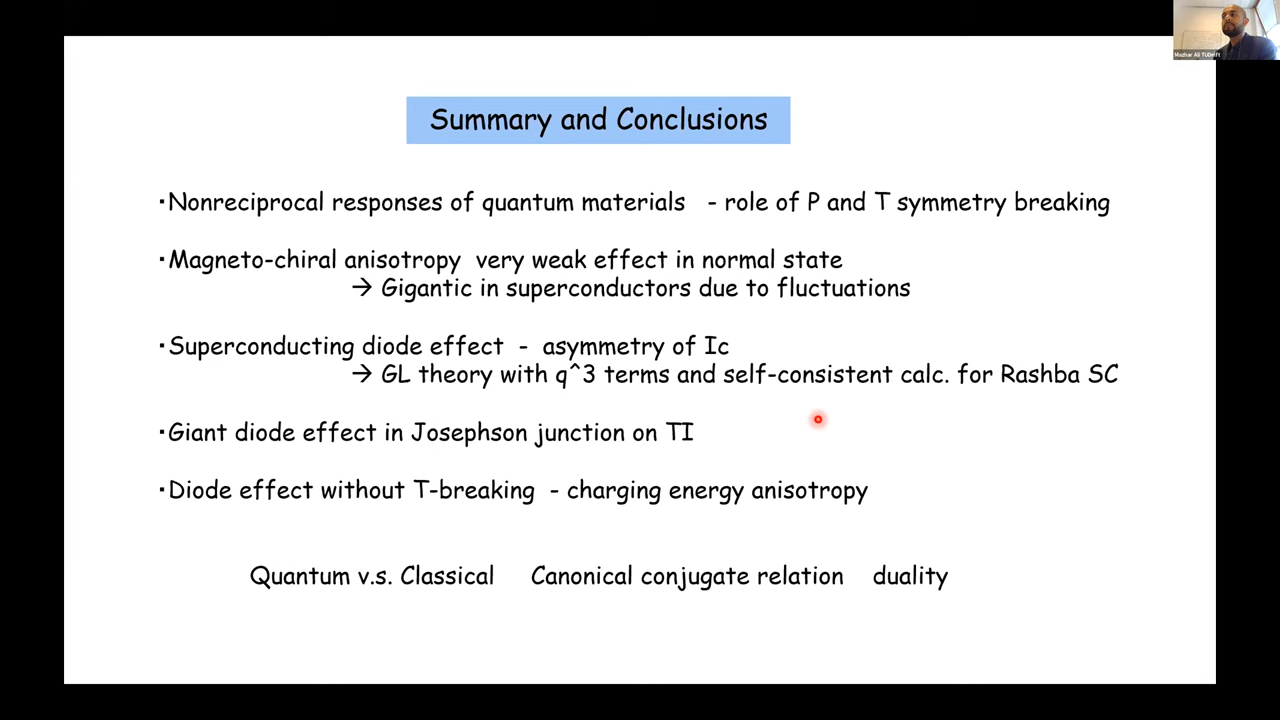 Mazhar Ali TUDelft
Summary and Conclusions
・Nonreciprocal responses of quantum materials - role of P and T symmetry breaking
・Magneto-chiral anisotropy very weak effect in normal state
→ Gigantic in superconductors due to fluctuations
・Superconducting diode effect - asymmetry of Ic
→ GL theory with q^3 terms and self-consistent calc. for Rashba SC
・Giant diode effect in Josephson junction on TI
・Diode effect without T-breaking - charging energy anisotropy
Quantum v.s. Classical Canonical conjugate relation duality